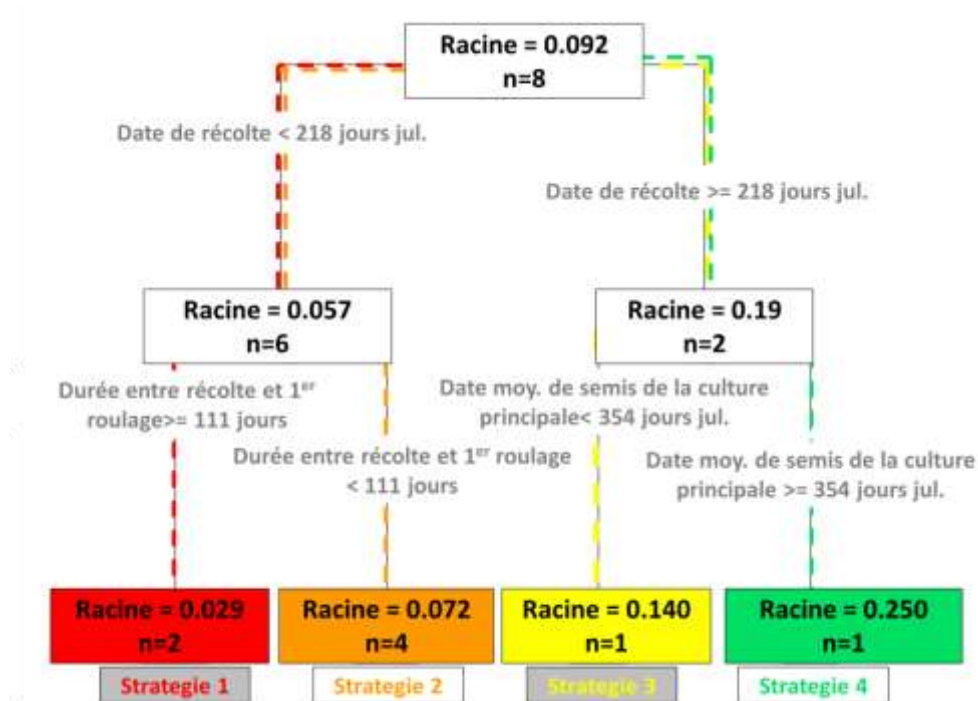 Racine = 0.092
n=8
Date de récolte < 218 jours jul.
Date de récolte >= 218 jours jul.
Racine = 0.057
n=6
Racine = 0.19
n=2
Durée entre récolte et 1er
roulage>= 111 jours
Durée entre récolte et 1er roulage
< 111 jours
Date moy. de semis de la culture
principale< 354 jours jul.
Date moy. de semis de la culture
principale >= 354 jours jul.
Racine = 0.029
n=2
Racine = 0.072
n=4
Racine = 0.140
n=1
Racine = 0.250
n=1
Strategie 1
Strategie 2
Strategie 3
Strategie 4